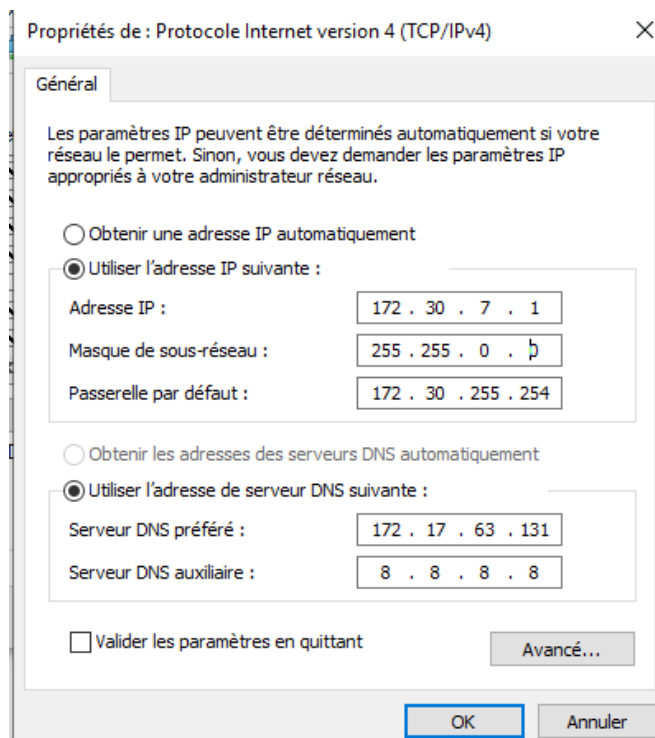 Propriétés de : Protocole Internet version 4 (TCP/IPv4)
Général
Les paramètres IP peuvent être déterminés automatiquement si votre
réseau le permet. Sinon, vous devez demander les paramètres IP
appropriés à votre administrateur réseau.
Obtenir une adresse IP automatiquement
Utiliser l'adresse IP suivante :
Adresse IP : 172 . 30 . 7 . 1
Masque de sous-réseau : 255 . 255 . 0 . 0
Passerelle par défaut : 172 . 30 . 255 . 254
Obtenir les adresses des serveurs DNS automatiquement
Utiliser l'adresse de serveur DNS suivante :
Serveur DNS préféré : 172 . 17 . 63 . 131
Serveur DNS auxiliaire : 8 . 8 . 8 . 8
Valider les paramètres en quittant
Avancé...
OK Annuler